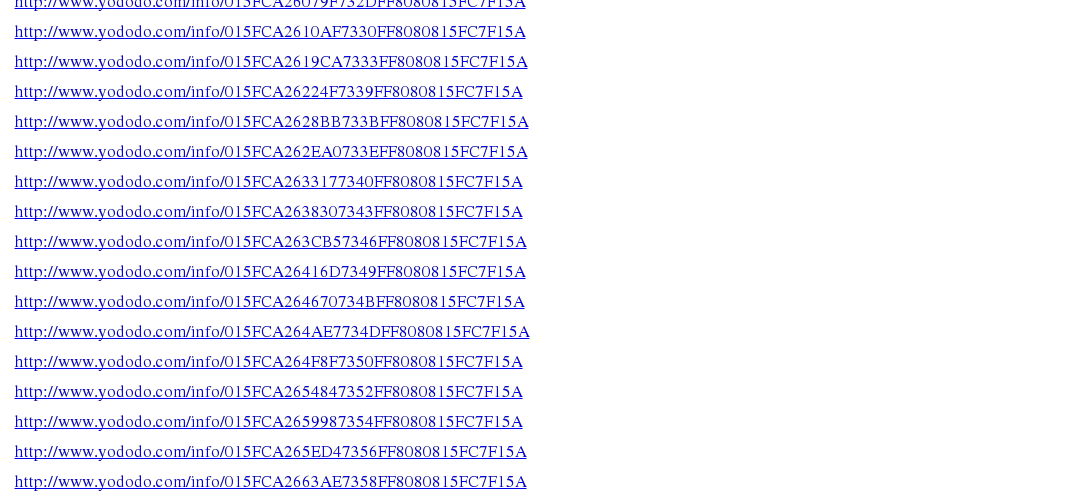 http://www.yododo.com/info/015FCA26079F732DFF8080815FC7F15A
http://www.yododo.com/info/015FCA2610AF7330FF8080815FC7F15A
http://www.yododo.com/info/015FCA2619CA7333FF8080815FC7F15A
http://www.yododo.com/info/015FCA26224F7339FF8080815FC7F15A
http://www.yododo.com/info/015FCA2628BB733BFF8080815FC7F15A
http://www.yododo.com/info/015FCA262EA0733EFF8080815FC7F15A
http://www.yododo.com/info/015FCA2633177340FF8080815FC7F15A
http://www.yododo.com/info/015FCA2638307343FF8080815FC7F15A
http://www.yododo.com/info/015FCA263CB57346FF8080815FC7F15A
http://www.yododo.com/info/015FCA26416D7349FF8080815FC7F15A
http://www.yododo.com/info/015FCA264670734BFF8080815FC7F15A
http://www.yododo.com/info/015FCA264AE7734DFF8080815FC7F15A
http://www.yododo.com/info/015FCA264F8F7350FF8080815FC7F15A
http://www.yododo.com/info/015FCA2654847352FF8080815FC7F15A
http://www.yododo.com/info/015FCA2659987354FF8080815FC7F15A
http://www.yododo.com/info/015FCA265ED47356FF8080815FC7F15A
http://www.yododo.com/info/015FCA2663AE7358FF8080815FC7F15A